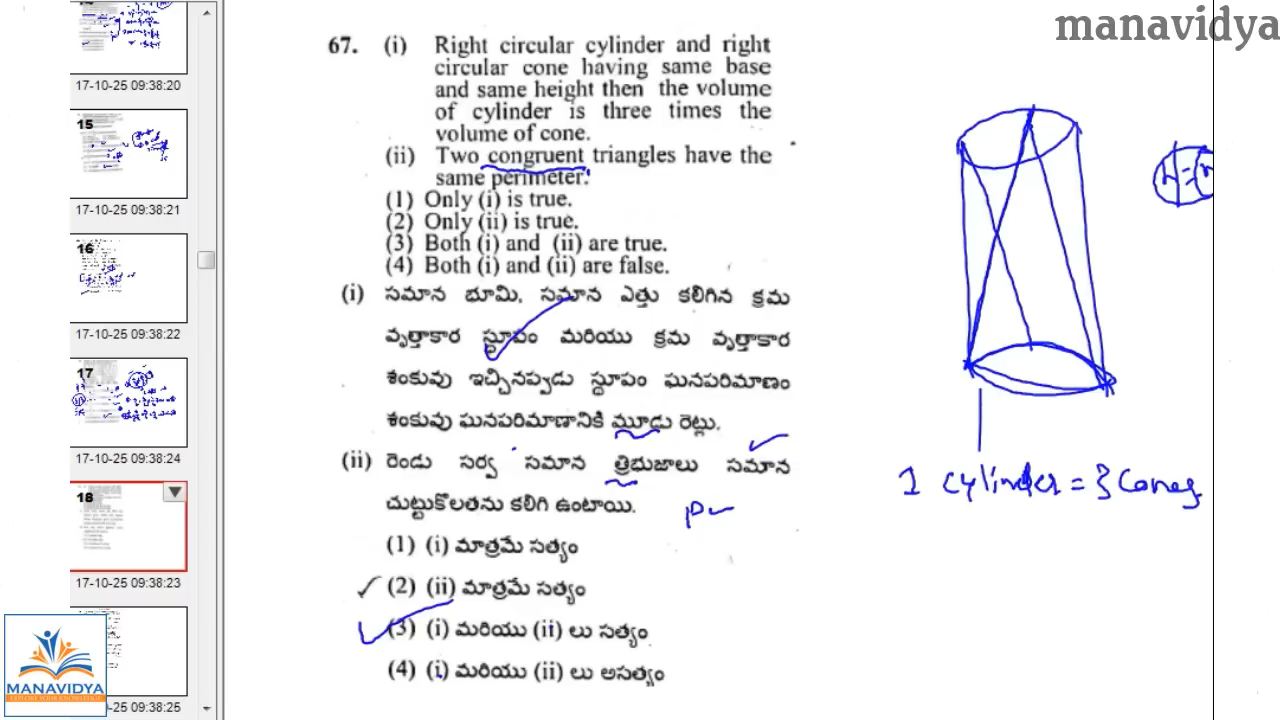 manavidya
17-10-25 09:38:20
15
17-10-25 09:38:21
16
17-10-25 09:38:22
17
17-10-25 09:38:24
18
17-10-25 09:38:23
-25 09:38:25
MANAVIDYA
67. (i) Right circular cylinder and right
circular cone having same base
and same height then the volume
of cylinder is three times the
volume of cone.
(ii) Two congruent triangles have the
same perimeter.
(1) Only (i) is true.
(2) Only (ii) is true.
(3) Both (i) and (ii) are true.
(4) Both (i) and (ii) are false.
(i) సమాన భూమి, సమాన ఎత్తు కలిగిన క్రమ
వృత్తాకార స్థూపం మరియు క్రమ వృత్తాకార
శంకువు ఇచ్చినప్పడు స్థూపం ఘనపరిమాణం
శంకువు ఘనపరిమాణానికి మూడు రెట్లు.
(ii) రెండు సర్వ సమాన త్రిభుజాలు సమాన
చుట్టుకొలతను కలిగి ఉంటాయి.
(1) (i) మాత్రమే సత్యం
(2) (ii) మాత్రమే సత్యం
(3) (i) మరియు (ii) లు సత్యం
(4) (i) మరియు (ii) లు అసత్యం
1 cylinder = 3 cones